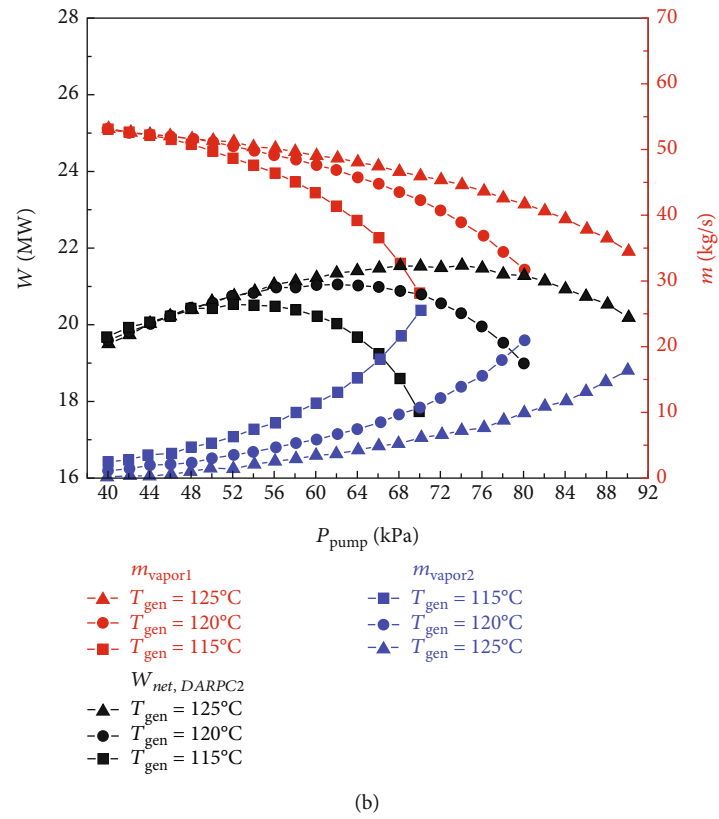 28
26
24
22
20
18
16
W (MW)
70
60
50
40
30
20
10
0
m (kg/s)
40 44 48 52 56 60 64 68 72 76 80 84 88 92
P_pump (kPa)
m_vapor1
T_gen = 125°C
T_gen = 120°C
T_gen = 115°C
m_vapor2
T_gen = 115°C
T_gen = 120°C
T_gen = 125°C
W_net, DARPC2
T_gen = 125°C
T_gen = 120°C
T_gen = 115°C
(b)